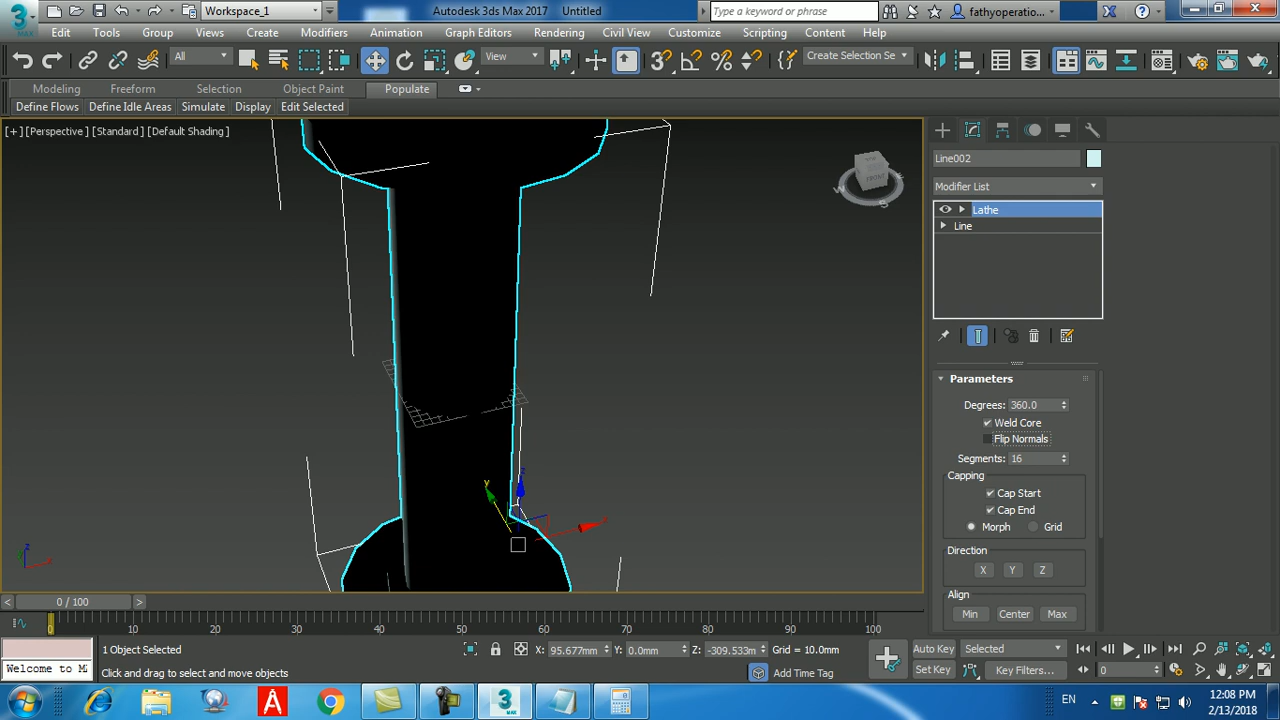 3 MAX Workspace_1 Autodesk 3ds Max 2017 Untitled Type a keyword or phrase fathyoperatio...
Edit Tools Group Views Create Modifiers Animation Graph Editors Rendering Civil View Customize Scripting Content Help
All View Create Selection Se
Modeling Freeform Selection Object Paint Populate
Define Flows Define Idle Areas Simulate Display Edit Selected
[+] [Perspective] [Standard] [Default Shading]
Line002
Modifier List
Lathe
Line
Parameters
Degrees: 360.0
Weld Core
Flip Normals
Segments: 16
Capping
Cap Start
Cap End
Morph Grid
Direction
X Y Z
Align
Min Center Max
FRONT
W S
z
y
x
z
x
< 0 / 100 >
0 10 20 30 40 50 60 70 80 90 100
1 Object Selected X: 95.677mm Y: 0.0mm Z: -309.533mm Grid = 10.0mm Auto Key Selected
Welcome to M Click and drag to select and move objects Add Time Tag Set Key Key Filters... 0
EN 12:08 PM
2/13/2018